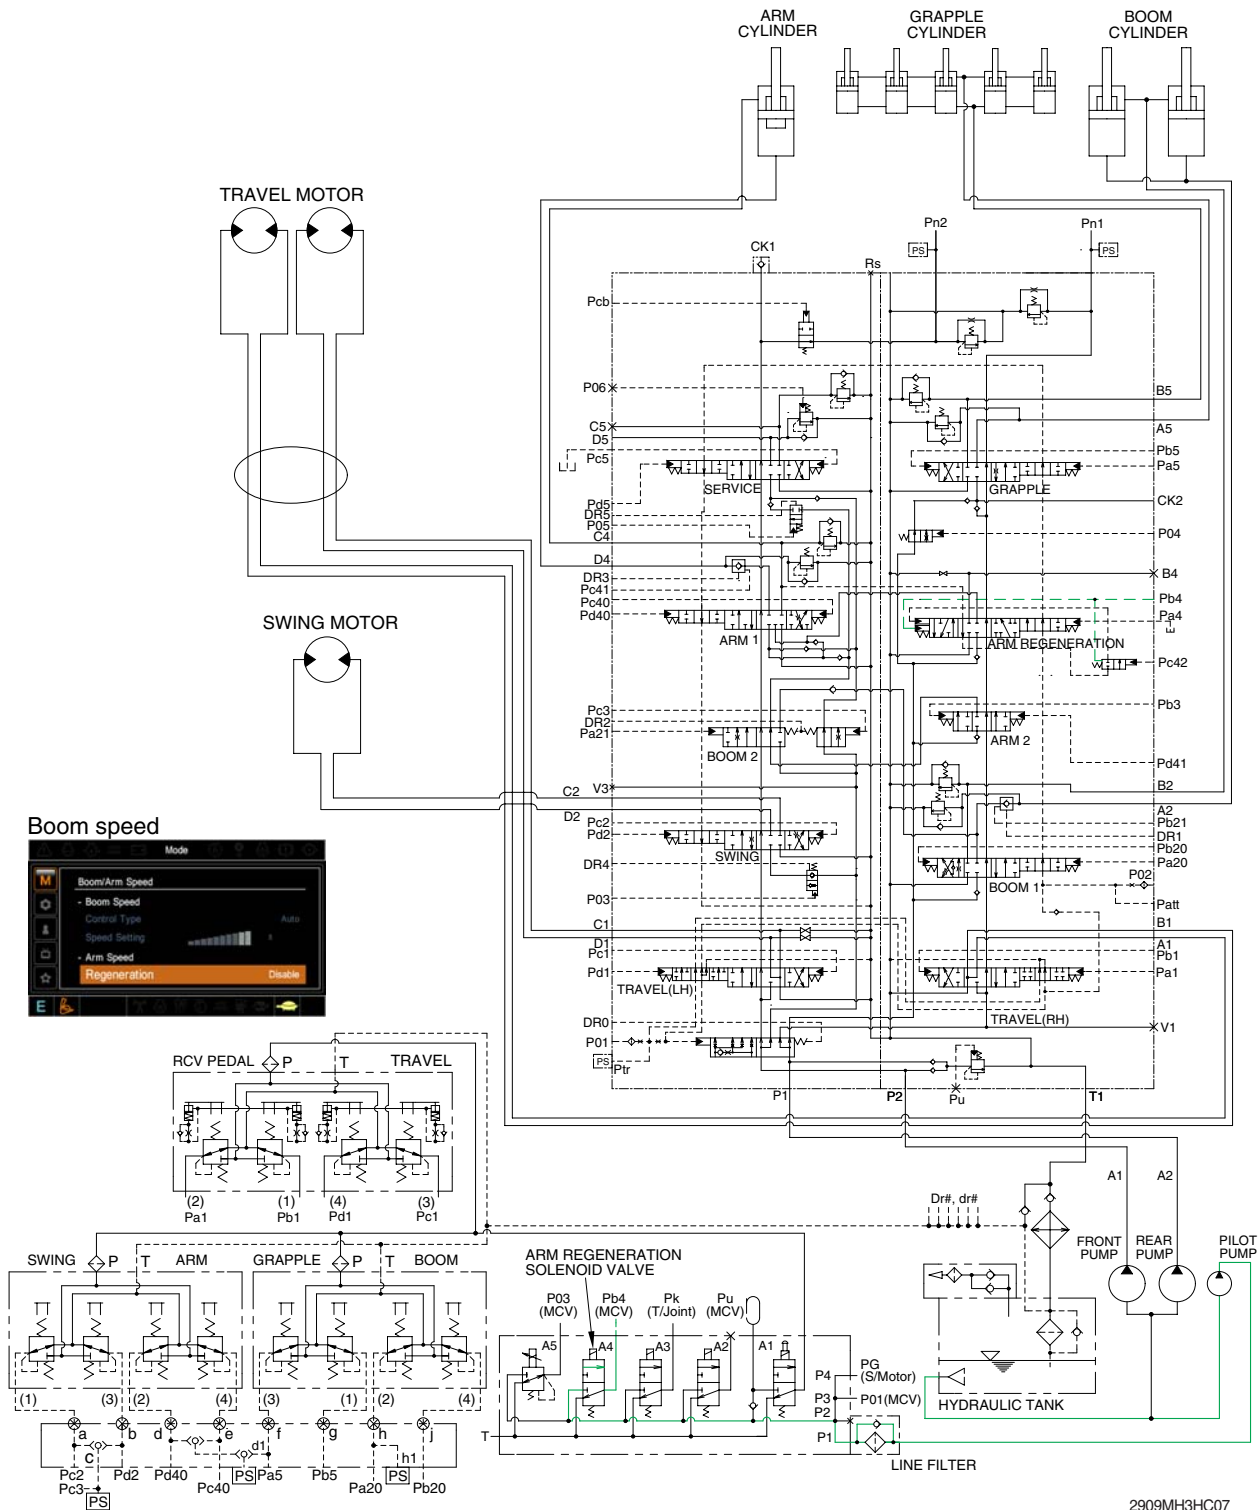 ARM
CYLINDER
GRAPPLE
CYLINDER
BOOM
CYLINDER
TRAVEL MOTOR
Pn2
Pn1
PS
PS
CK1
Rs
Pcb
P06
B5
C5
D5
A5
Pc5
Pb5
Pa5
SERVICE
GRAPPLE
Pd5
DR5
P05
C4
CK2
P04
D4
B4
DR3
Pc41
Pc40
Pd40
Pb4
Pa4
ARM 1
ARM REGENERATION
Pc42
SWING MOTOR
Pc3
DR2
Pa21
Pb3
BOOM 2
ARM 2
Pd41
C2
V3
B2
D2
A2
Pc2
Pd2
Pb21
DR1
SWING
Pb20
Pa20
DR4
BOOM 1
P02
P03
Patt
C1
B1
D1
A1
Pc1
Pb1
Pd1
Pa1
TRAVEL(LH)
TRAVEL(RH)
DR0
V1
P01
PS
Ptr
P1
P2
Pu
T1
Boom speed
Mode
M
Boom/Arm Speed
- Boom Speed
Control Type
Auto
Speed Setting
- Arm Speed
Regeneration
Disable
E
RCV PEDAL
P
T
TRAVEL
(2)
(1)
(4)
(3)
Pa1
Pb1
Pd1
Pc1
A1
A2
Dr#, dr#
FRONT
PUMP
REAR
PUMP
PILOT
PUMP
SWING
P
T
ARM
GRAPPLE
P
T
BOOM
ARM REGENERATION
SOLENOID VALVE
P03
(MCV)
Pb4
(MCV)
Pk
(T/Joint)
Pu
(MCV)
A5
A4
A3
A2
A1
P4
PG
(S/Motor)
P3
P01(MCV)
P2
P1
T
HYDRAULIC TANK
LINE FILTER
(1)
(3)
(2)
(4)
(3)
(1)
(2)
(4)
a
b
d
e
f
g
h
j
c
d1
h1
PS
PS
Pc2
Pd2
Pd40
Pc40
Pa5
Pb5
Pa20
Pb20
Pc3
PS
2909MH3HC07